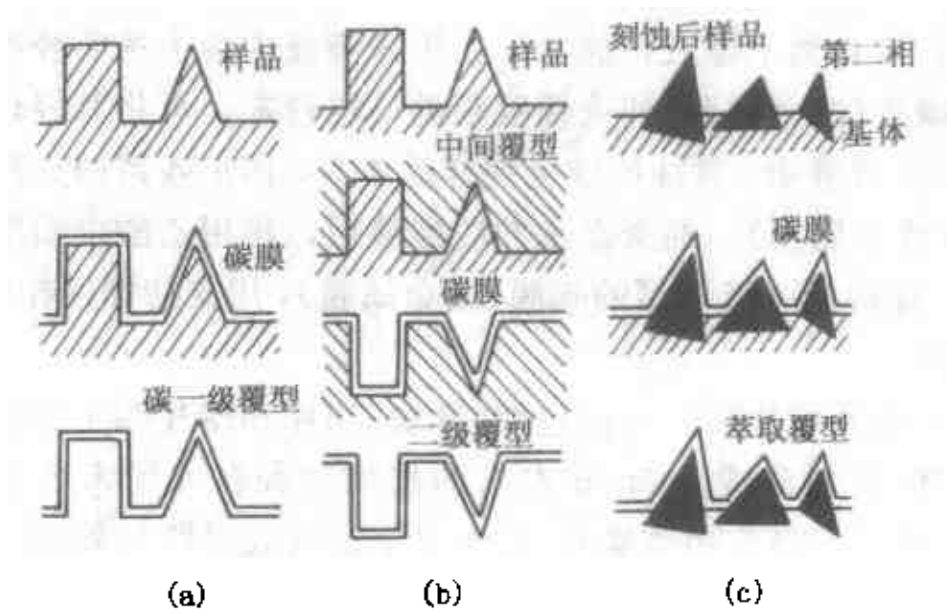 样品
碳膜
碳一级覆型
(a)
样品
中间覆型
碳膜
二级覆型
(b)
刻蚀后样品
第二相
基体
碳膜
萃取覆型
(c)